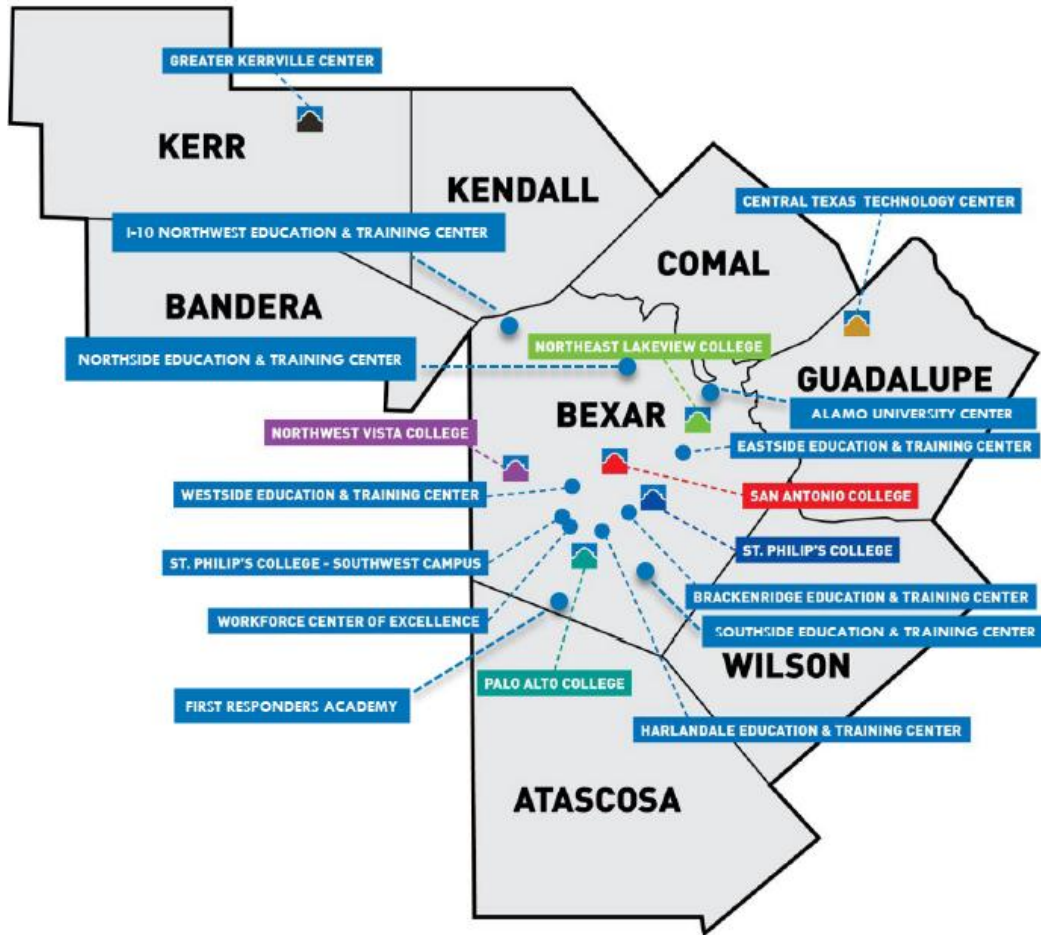 GREATER KERRVILLE CENTER
KERR
KENDALL
CENTRAL TEXAS TECHNOLOGY CENTER
I-10 NORTHWEST EDUCATION & TRAINING CENTER
COMAL
BANDERA
NORTHEAST LAKEVIEW COLLEGE
NORTHSIDE EDUCATION & TRAINING CENTER
GUADALUPE
BEXAR
ALAMO UNIVERSITY CENTER
NORTHWEST VISTA COLLEGE
EASTSIDE EDUCATION & TRAINING CENTER
WESTSIDE EDUCATION & TRAINING CENTER
SAN ANTONIO COLLEGE
ST. PHILIP'S COLLEGE
ST. PHILIP'S COLLEGE - SOUTHWEST CAMPUS
BRACKENRIDGE EDUCATION & TRAINING CENTER
WORKFORCE CENTER OF EXCELLENCE
SOUTHSIDE EDUCATION & TRAINING CENTER
WILSON
PALO ALTO COLLEGE
FIRST RESPONDERS ACADEMY
HARLANDALE EDUCATION & TRAINING CENTER
ATASCOSA